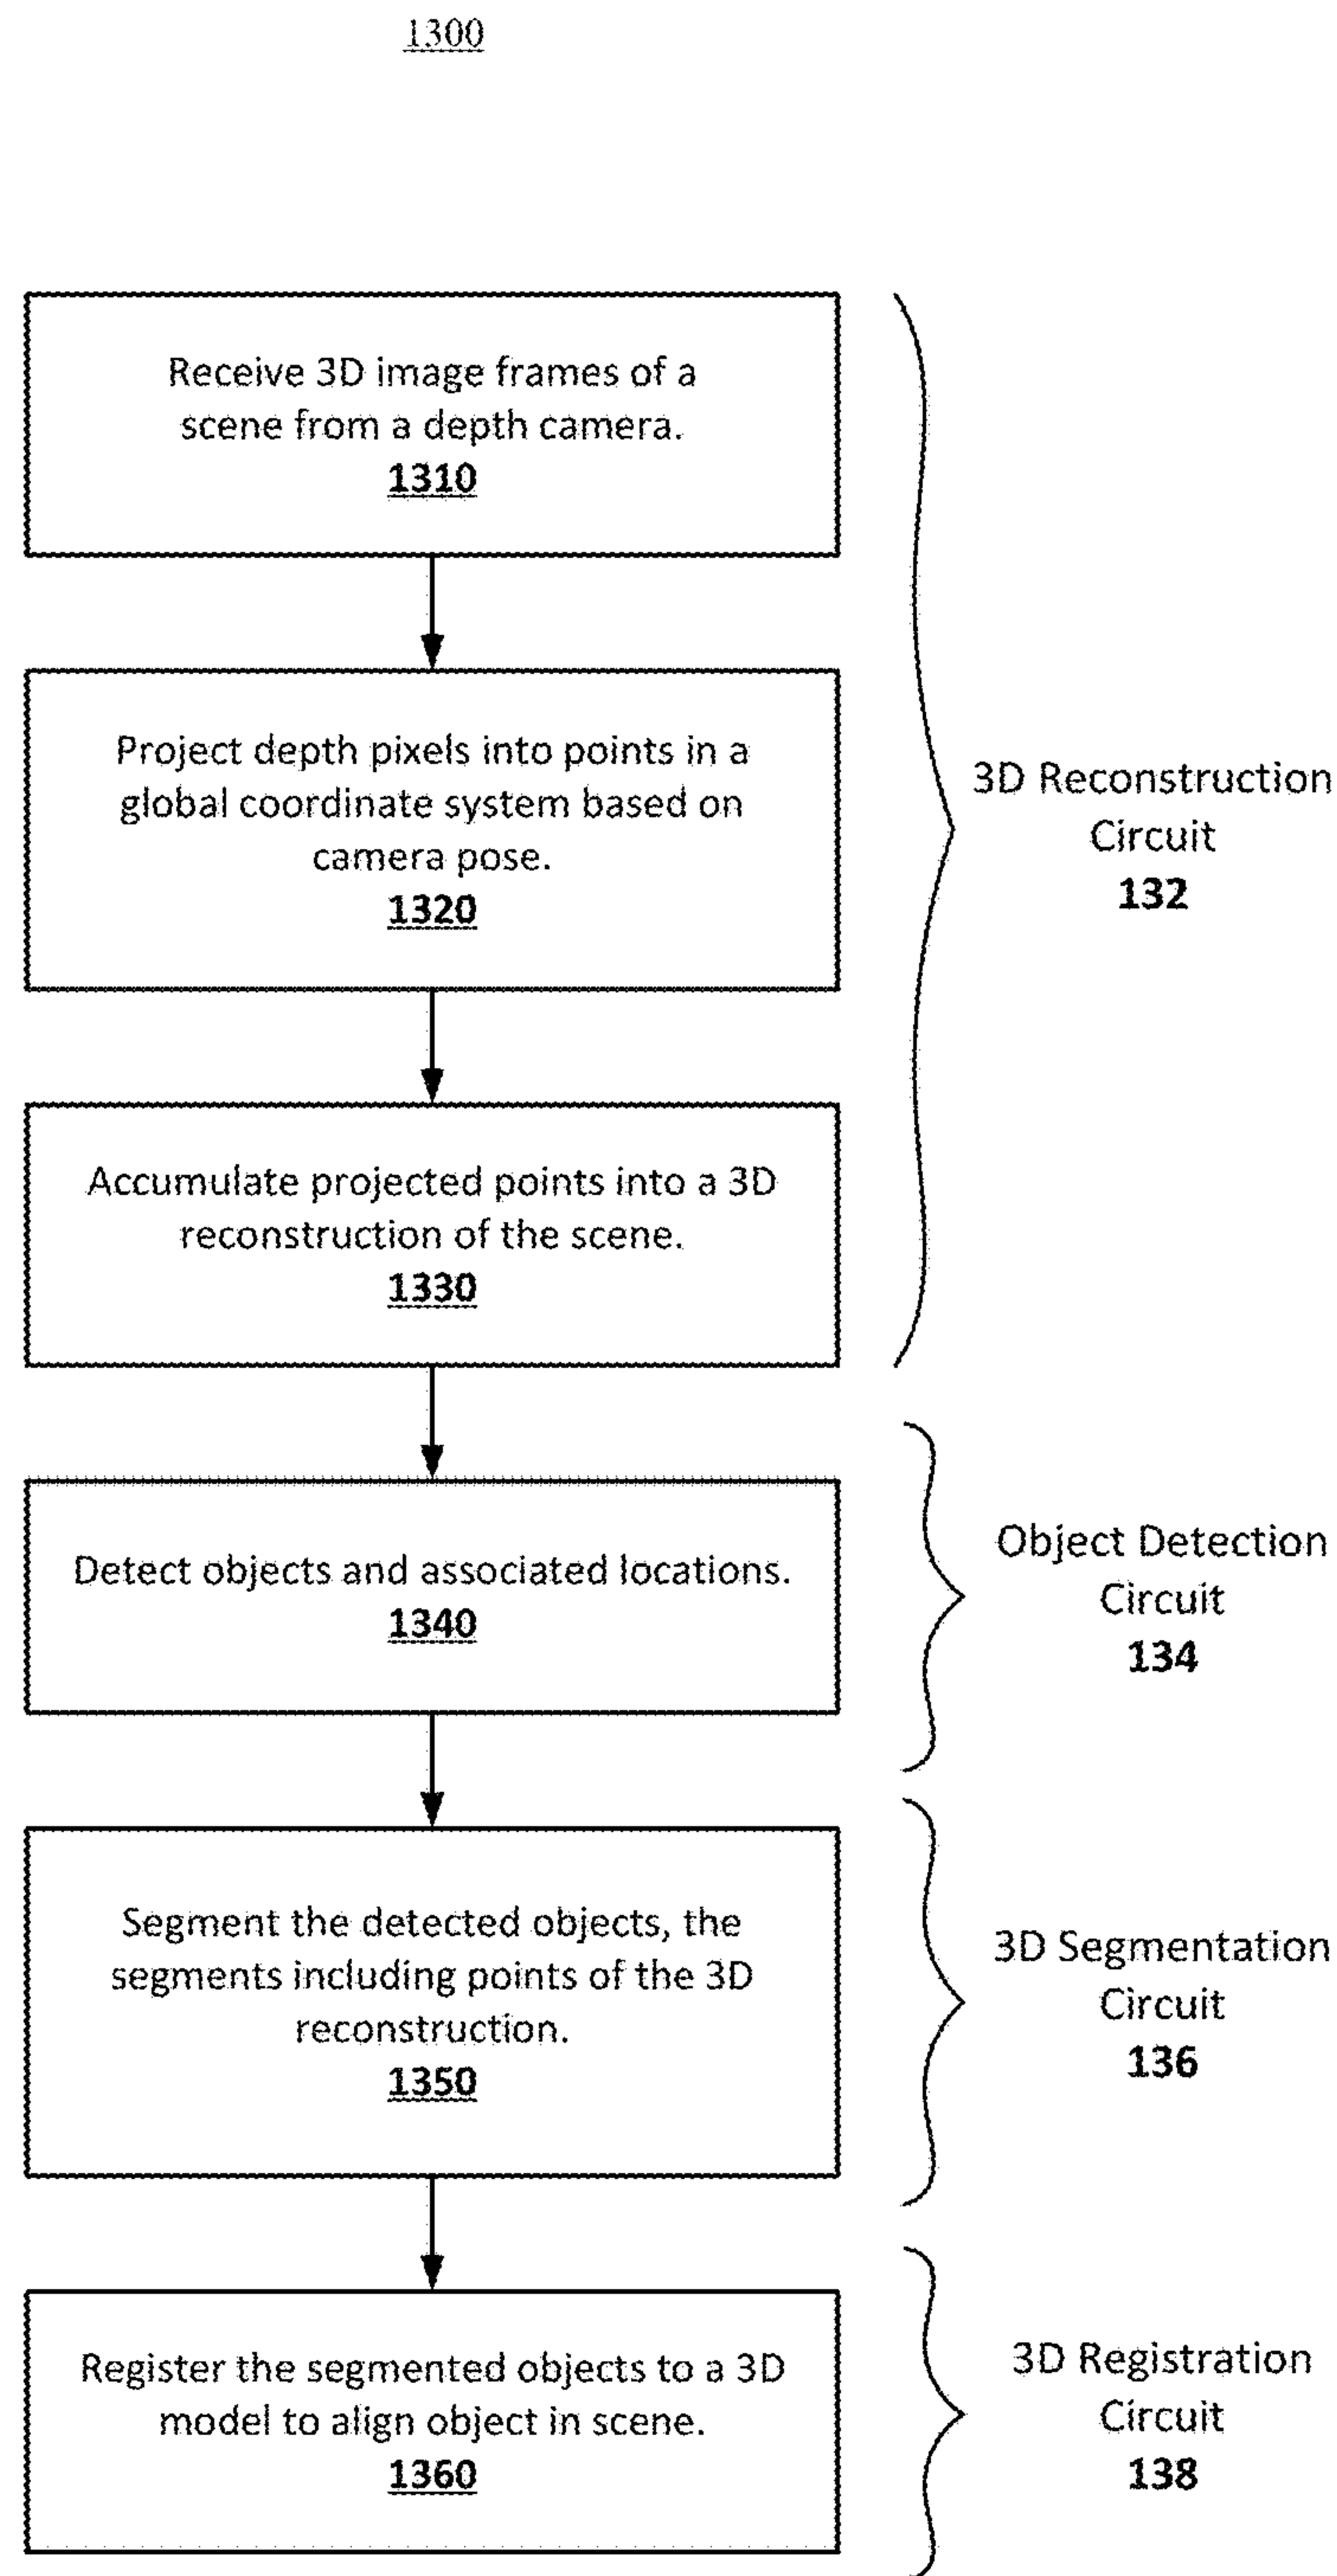 1300
Receive 3D image frames of a
scene from a depth camera.
1310
Project depth pixels into points in a
global coordinate system based on
camera pose.
1320
Accumulate projected points into a 3D
reconstruction of the scene.
1330
3D Reconstruction
Circuit
132
Detect objects and associated locations.
1340
Object Detection
Circuit
134
Segment the detected objects, the
segments including points of the 3D
reconstruction.
1350
3D Segmentation
Circuit
136
Register the segmented objects to a 3D
model to align object in scene.
1360
3D Registration
Circuit
138